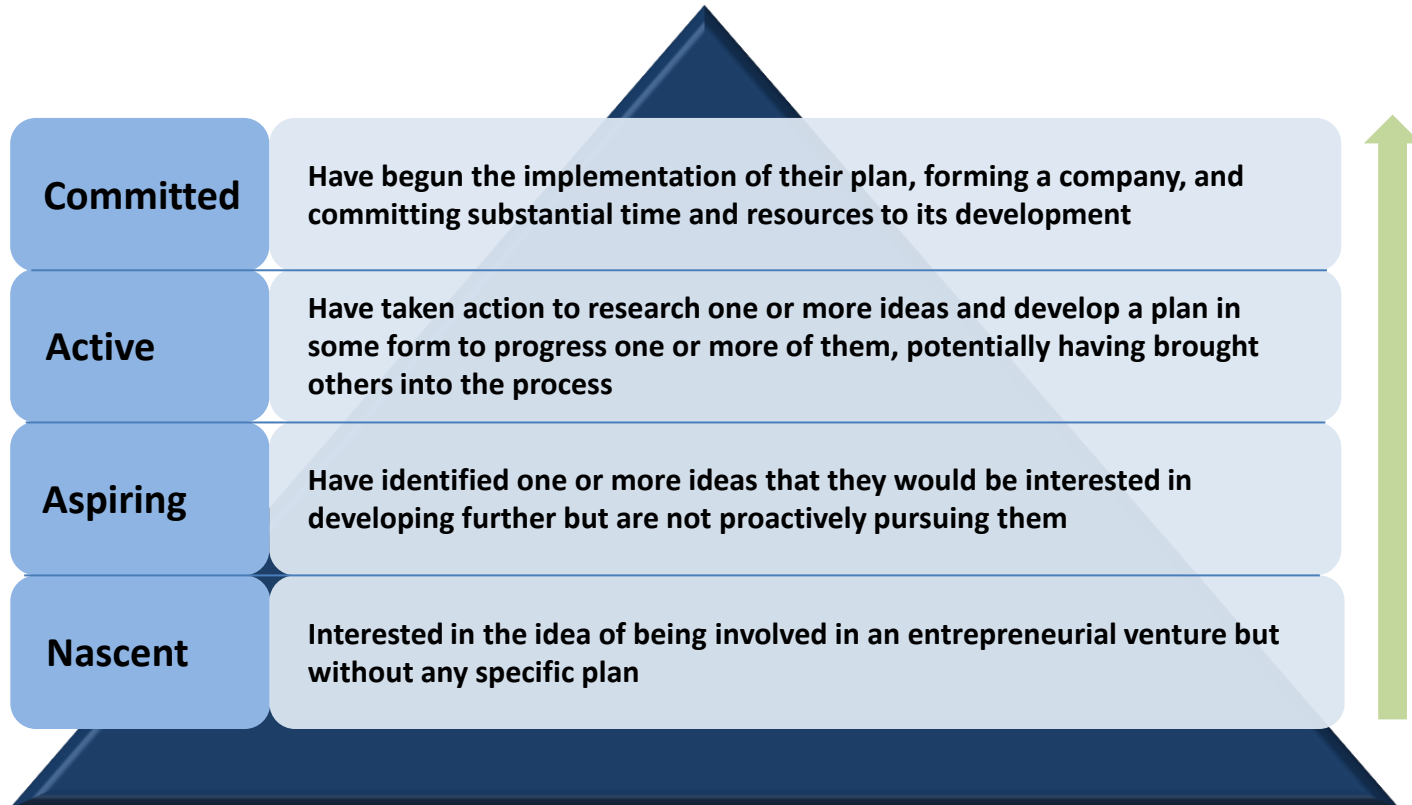 Committed
Have begun the implementation of their plan, forming a company, and
committing substantial time and resources to its development
Active
Have taken action to research one or more ideas and develop a plan in
some form to progress one or more of them, potentially having brought
others into the process
Aspiring
Have identified one or more ideas that they would be interested in
developing further but are not proactively pursuing them
Nascent
Interested in the idea of being involved in an entrepreneurial venture but
without any specific plan